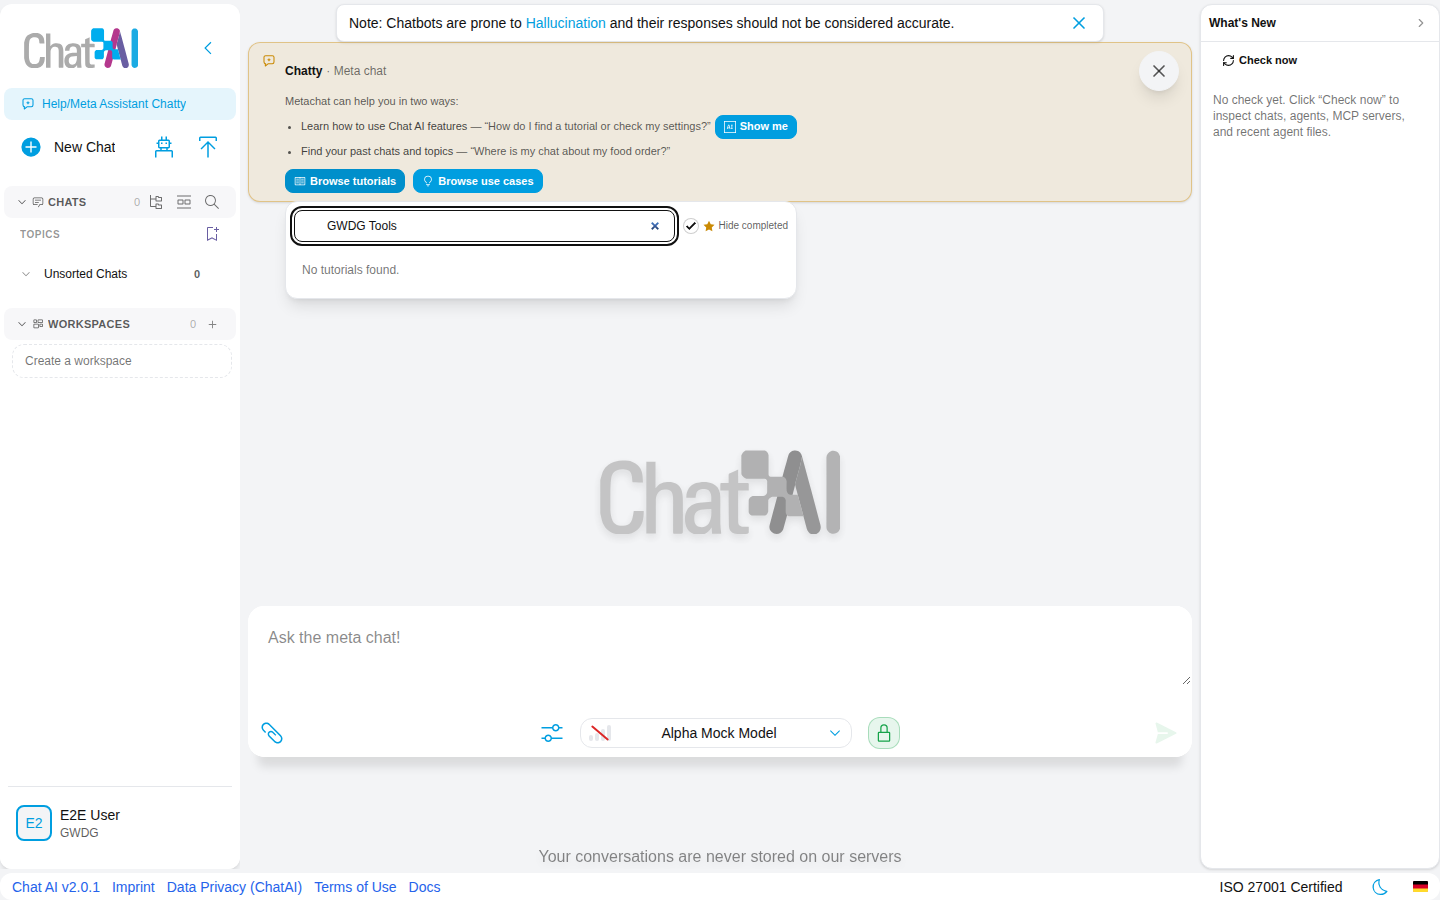 Chat AI
Help/Meta Assistant Chatty
New Chat
CHATS 0
TOPICS
Unsorted Chats 0
WORKSPACES 0
Create a workspace
E2 E2E User
GWDG
Note: Chatbots are prone to Hallucination and their responses should not be considered accurate.
Chatty · Meta chat
Metachat can help you in two ways:
• Learn how to use Chat AI features — “How do I find a tutorial or check my settings?” AI Show me
• Find your past chats and topics — “Where is my chat about my food order?”
Browse tutorials Browse use cases
GWDG Tools Hide completed
No tutorials found.
Chat AI
Ask the meta chat!
Alpha Mock Model
Your conversations are never stored on our servers
What's New
Check now
No check yet. Click “Check now” to
inspect chats, agents, MCP servers,
and recent agent files.
Chat AI v2.0.1 Imprint Data Privacy (ChatAI) Terms of Use Docs ISO 27001 Certified